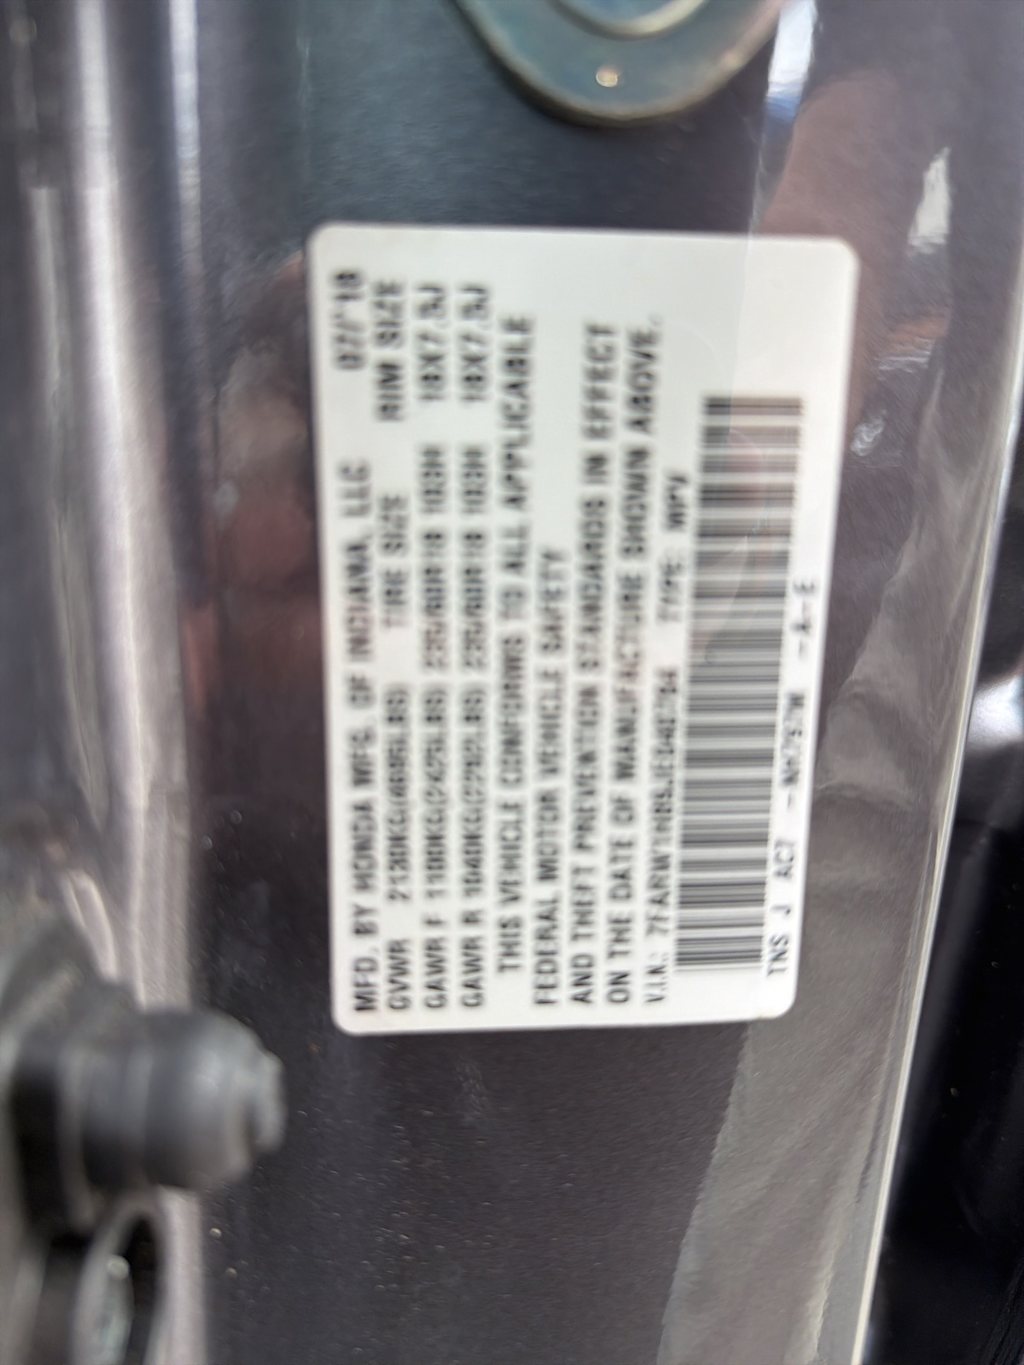 MFD. BY HONDA MFG. OF INDIANA, LLC 07/'18
GVWR 2130KG(4695LBS) TIRE SIZE RIM SIZE
GAWR F 1100KG(2425LBS) 235/60R18 103H 18X7.5J
GAWR R 1040KG(2292LBS) 235/60R18 103H 18X7.5J
THIS VEHICLE CONFORMS TO ALL APPLICABLE
FEDERAL MOTOR VEHICLE SAFETY
AND THEFT PREVENTION STANDARDS IN EFFECT
ON THE DATE OF MANUFACTURE SHOWN ABOVE.
V.I.N.: TYPE: MPV
TNS J AC7 -A-E